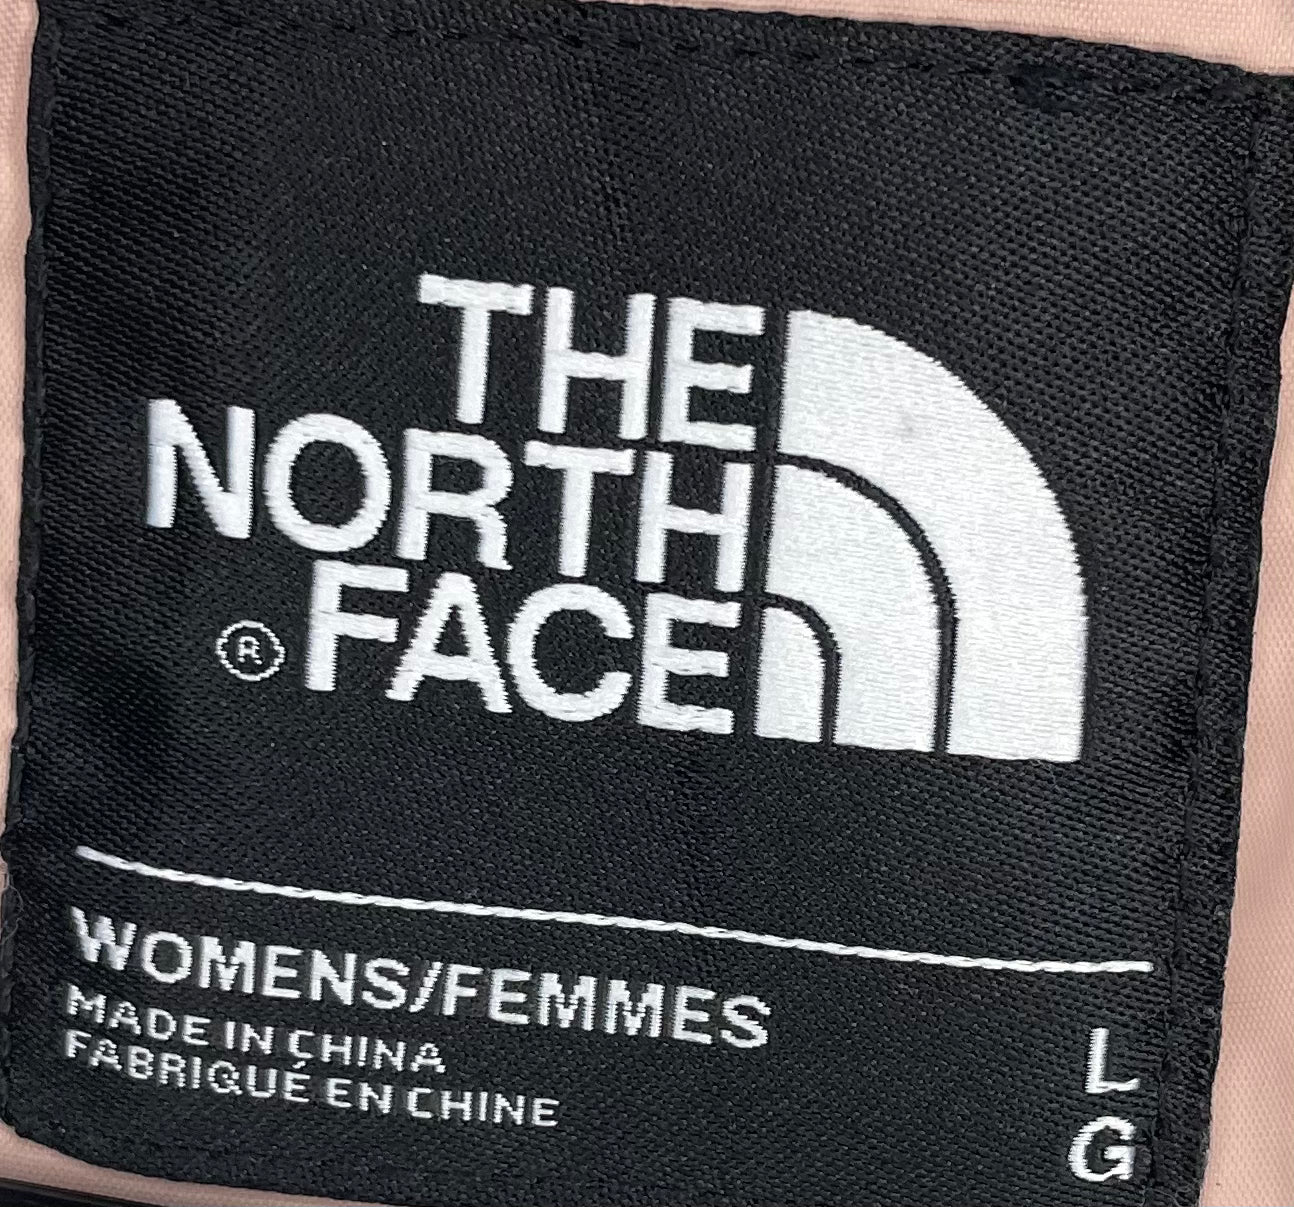 THE
NORTH
® FACE
WOMENS/FEMMES
MADE IN CHINA
FABRIQUÉ EN CHINE
L
G